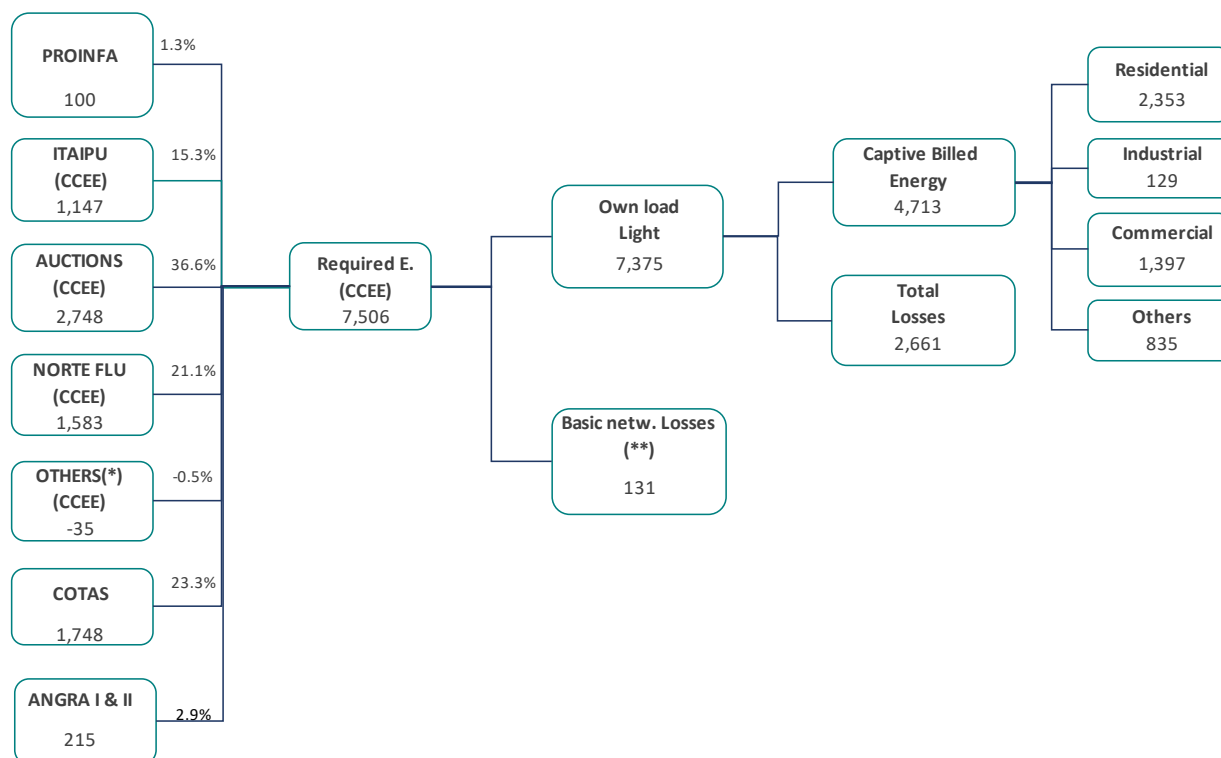 PROINFA
100
1.3%
ITAIPU
(CCEE)
1,147
15.3%
AUCTIONS
(CCEE)
2,748
36.6%
NORTE FLU
(CCEE)
1,583
21.1%
OTHERS(*)
(CCEE)
-35
-0.5%
COTAS
1,748
23.3%
ANGRA I & II
215
2.9%
Required E.
(CCEE)
7,506
Own load
Light
7,375
Basic netw. Losses
(**)
131
Captive Billed
Energy
4,713
Total
Losses
2,661
Residential
2,353
Industrial
129
Commercial
1,397
Others
835